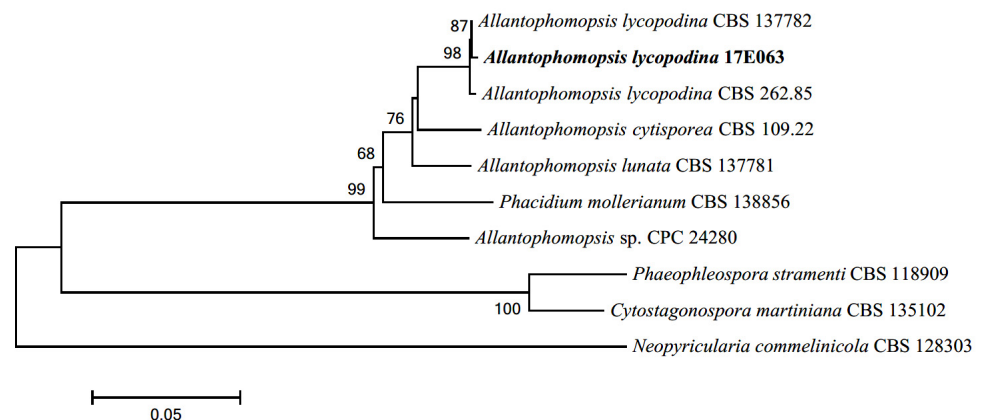 87
Allantophomopsis lycopodina CBS 137782
98
Allantophomopsis lycopodina 17E063
Allantophomopsis lycopodina CBS 262.85
76
Allantophomopsis cytisporea CBS 109.22
68
Allantophomopsis lunata CBS 137781
99
Phacidium mollerianum CBS 138856
Allantophomopsis sp. CPC 24280
Phaeophleospora stramenti CBS 118909
100
Cytostagonospora martiniana CBS 135102
Neopyricularia commelinicola CBS 128303
0.05